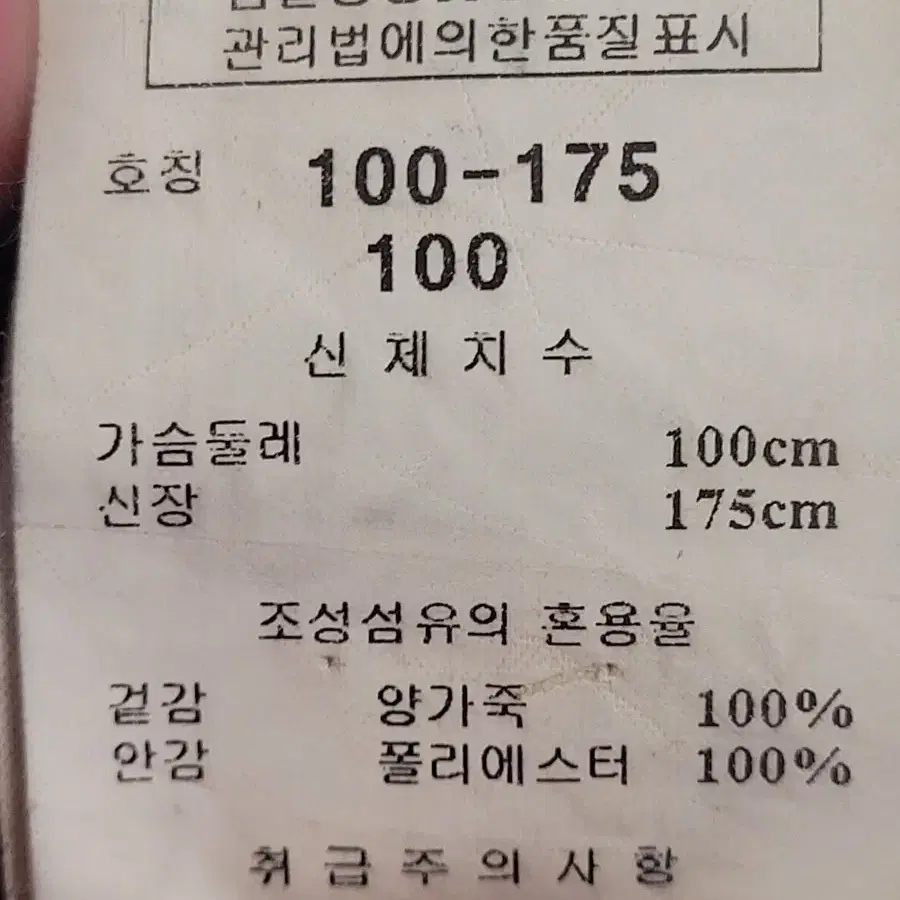 관리법에의한품질표시
호칭 100-175
100
신체치수
가슴둘레 100cm
신장 175cm
조성섬유의 혼용율
겉감 양가죽 100%
안감 폴리에스터 100%
취급주의사항